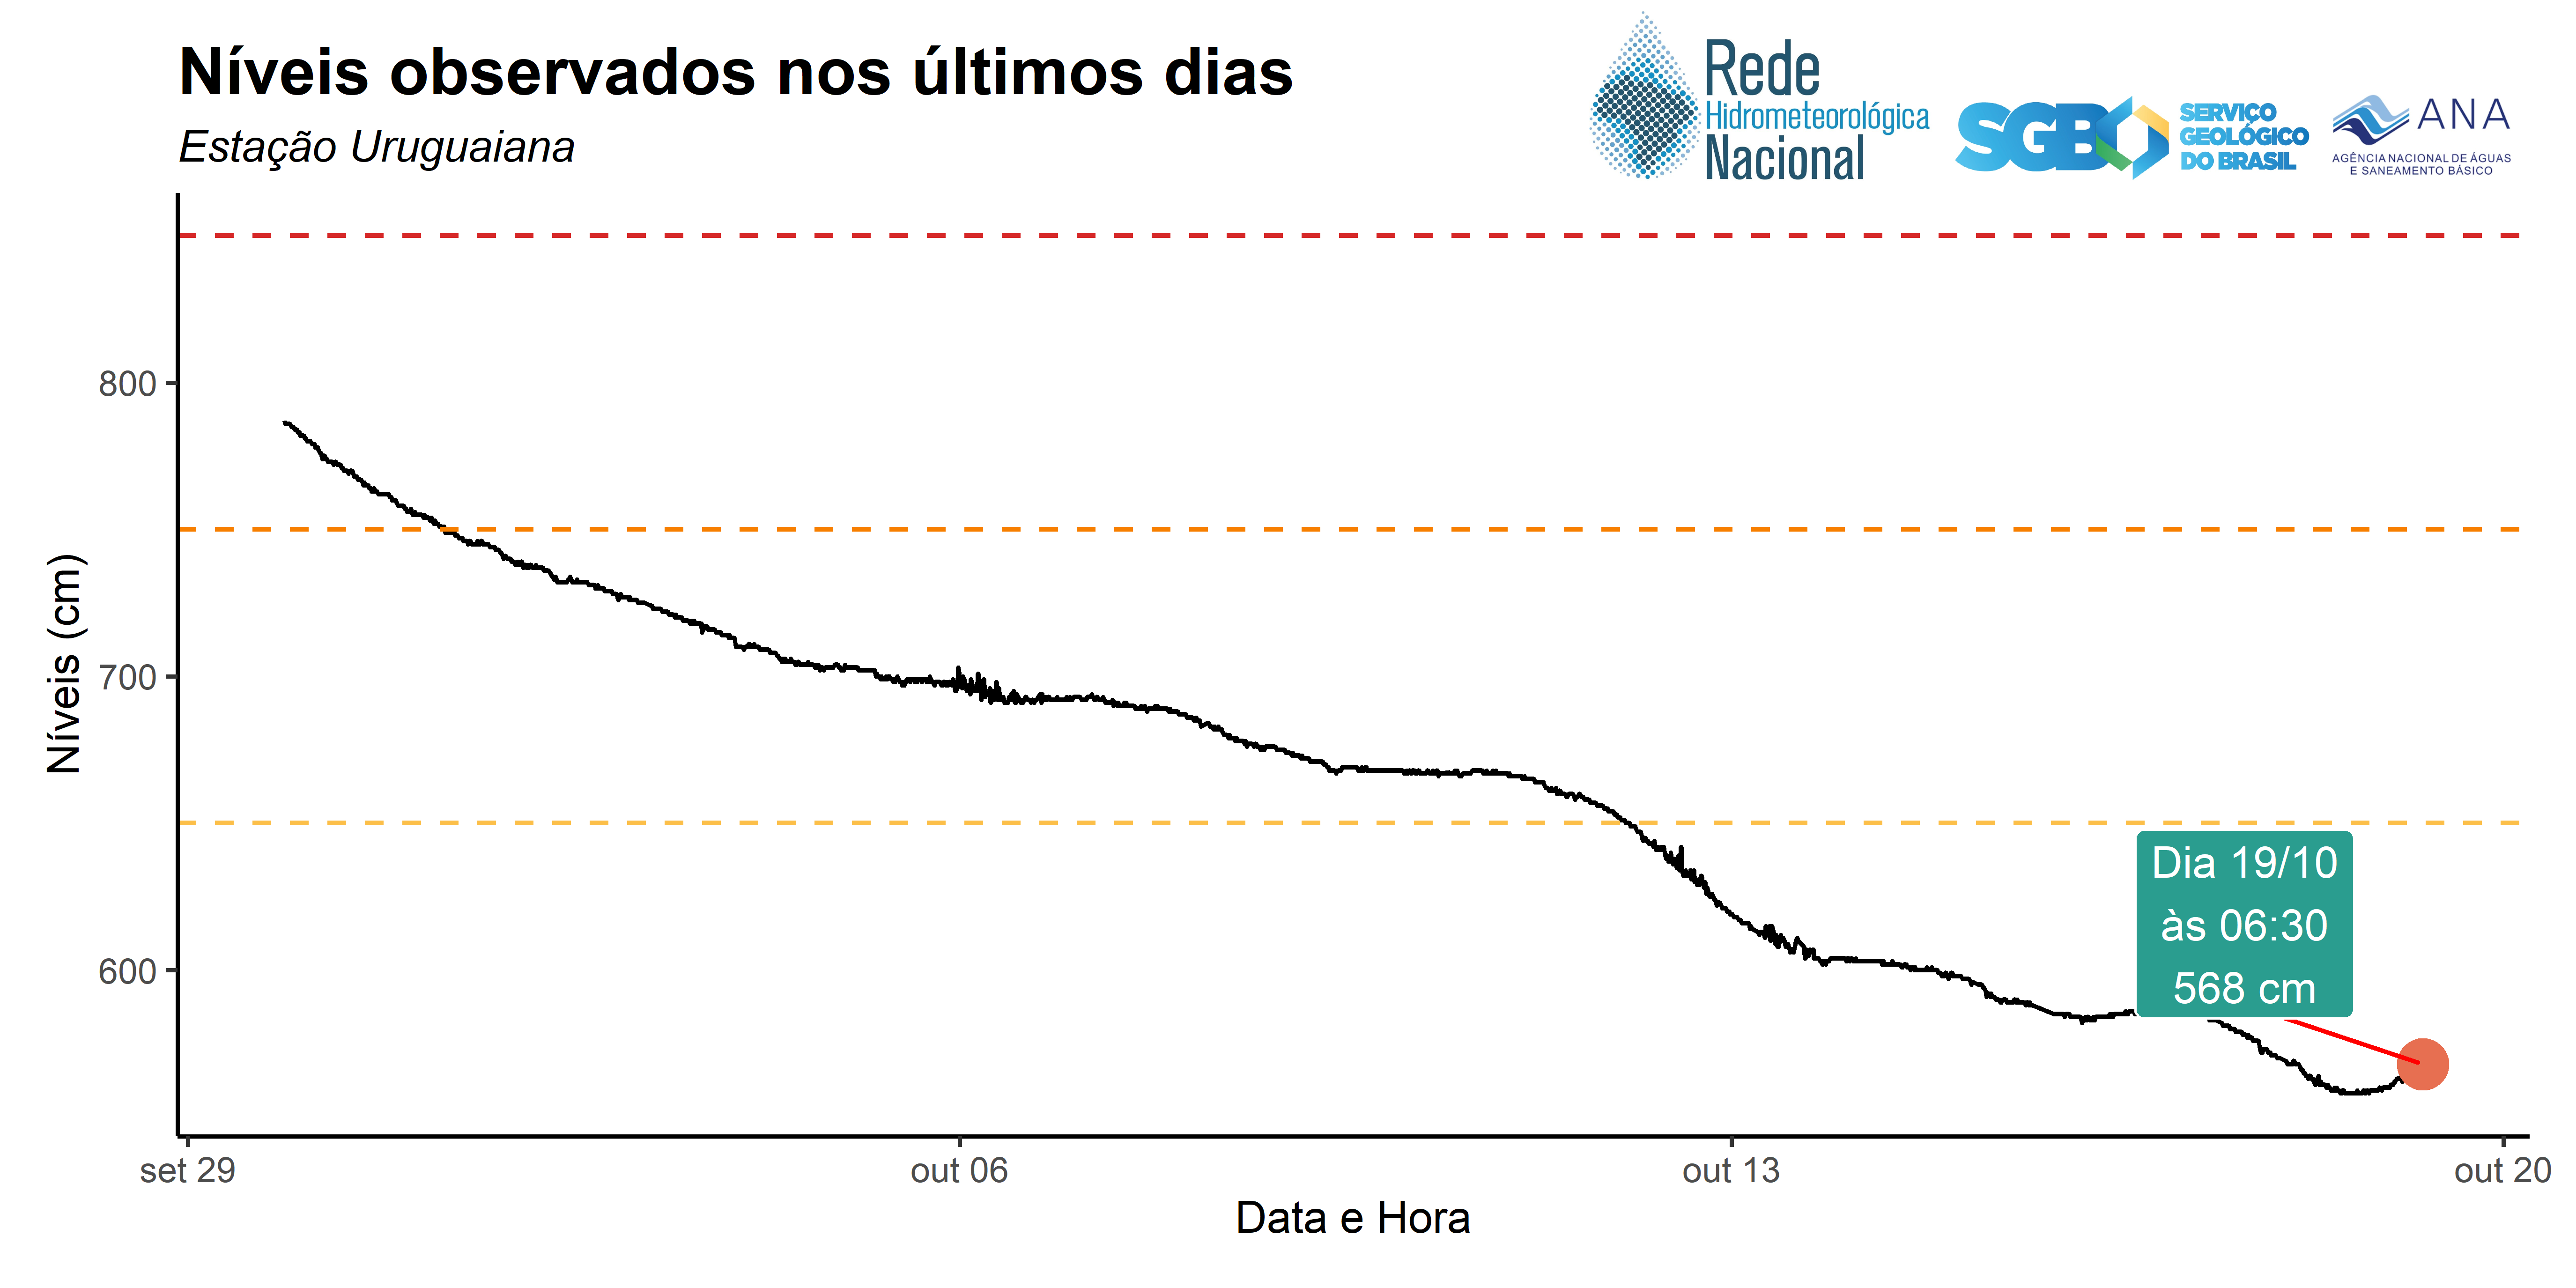 Níveis observados nos últimos dias
Estação Uruguaiana
Rede
Hidrometeorológica
Nacional
SGB
SERVIÇO
GEOLÓGICO
DO BRASIL
ANA
AGÊNCIA NACIONAL DE ÁGUAS
E SANEAMENTO BÁSICO
Níveis (cm)
800
700
600
Dia 19/10
às 06:30
568 cm
set 29
out 06
out 13
out 20
Data e Hora